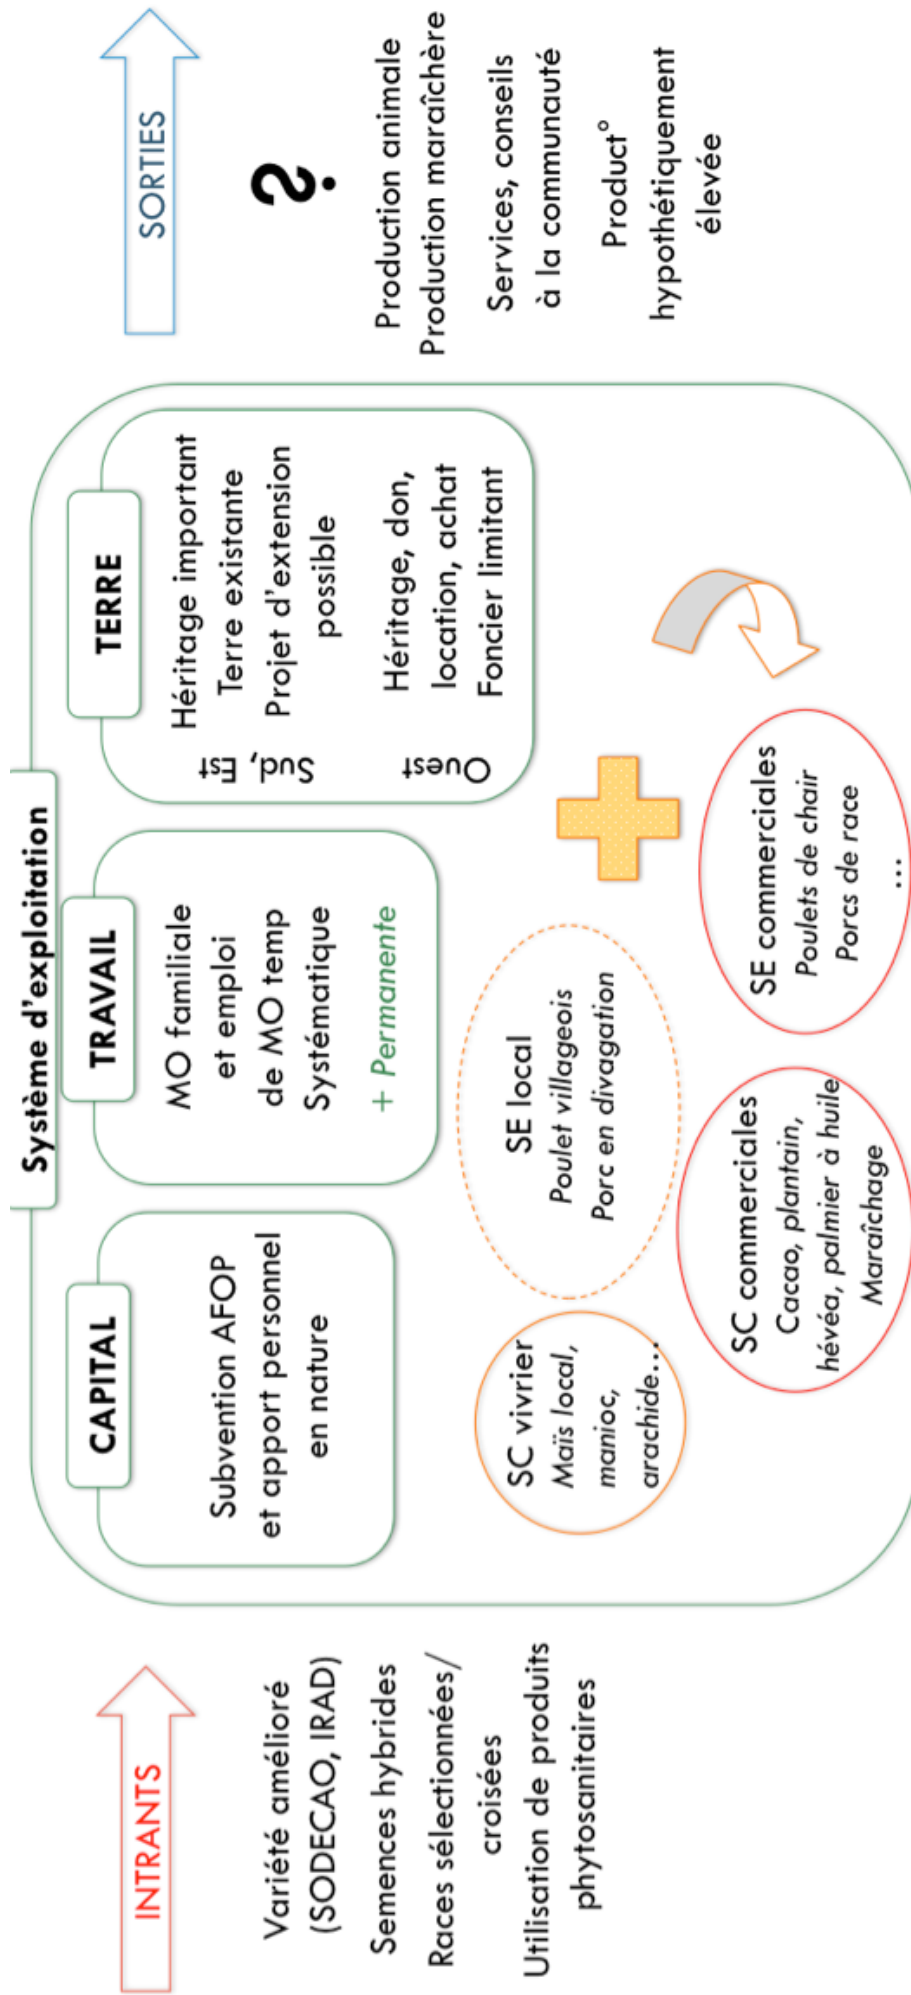 INTRANTS
Variété amélioré
(SODECAO, IRAD)
Semences hybrides
Races sélectionnées/
croisées
Utilisation de produits
phytosanitaires
Système d'exploitation
CAPITAL
Subvention AFOP
et apport personnel
en nature
TRAVAIL
MO familiale
et emploi
de MO temp
Systématique
+ Permanente
TERRE
Sud, Est
Héritage important
Terre existante
Projet d'extension
possible
Ouest
Héritage, don,
location, achat
Foncier limitant
SC vivrier
Maïs local,
manioc,
arachide...
SE local
Poulet villageois
Porc en divagation
SC commerciales
Cacao, plantain,
hévéa, palmier à huile
Maraîchage
SE commerciales
Poulets de chair
Porcs de race
...
SORTIES
?
Production animale
Production maraîchère
Services, conseils
à la communauté
Product°
hypothétiquement
élevée